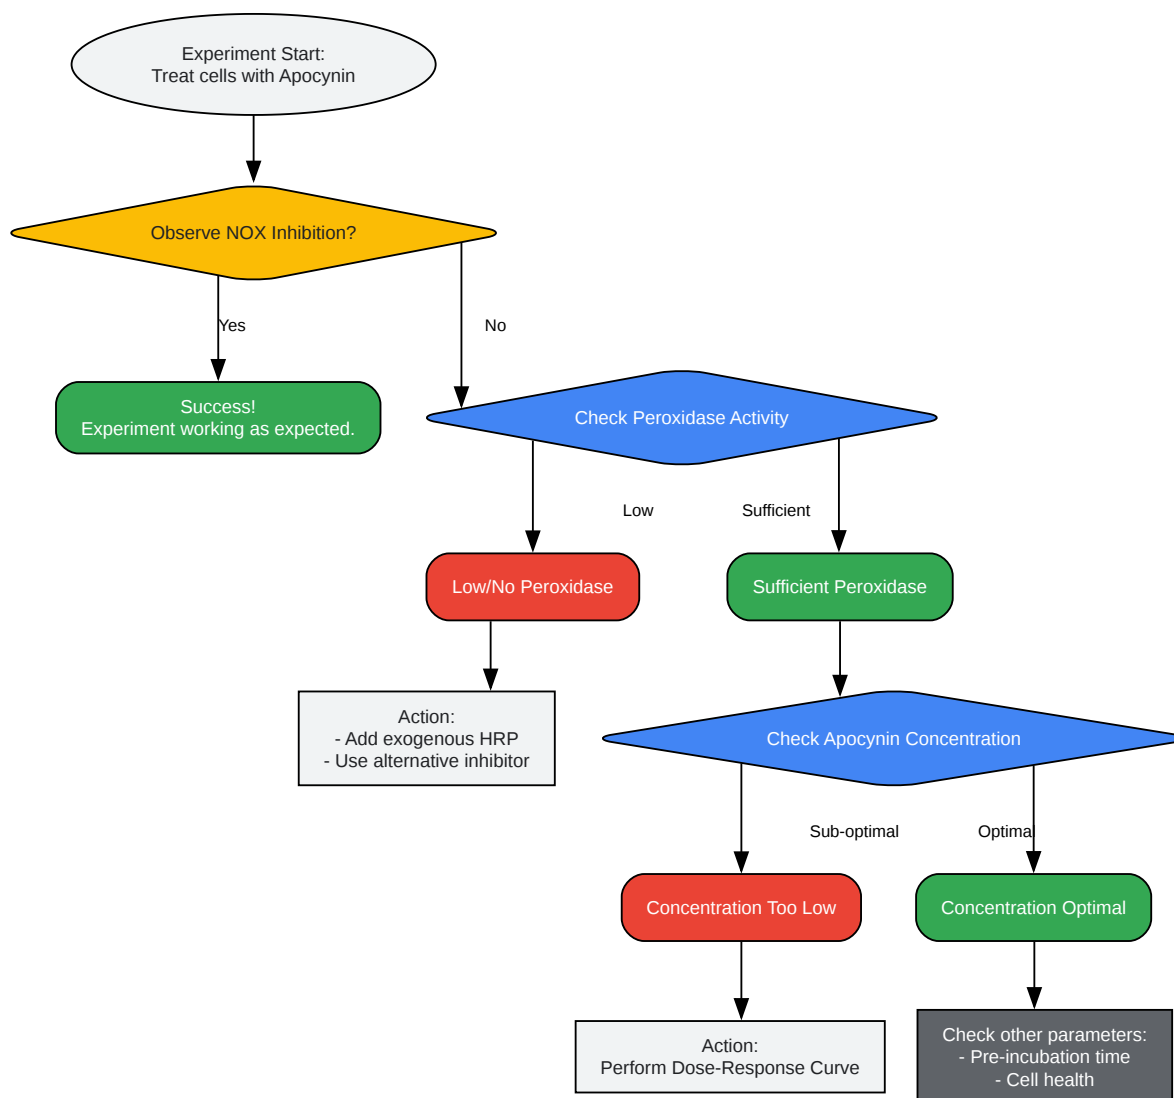 Experiment Start:
Treat cells with Apocynin
Observe NOX Inhibition?
Yes
No
Success!
Experiment working as expected.
Check Peroxidase Activity
Low
Sufficient
Low/No Peroxidase
Sufficient Peroxidase
Action:
- Add exogenous HRP
- Use alternative inhibitor
Check Apocynin Concentration
Sub-optimal
Optimal
Concentration Too Low
Concentration Optimal
Action:
Perform Dose-Response Curve
Check other parameters:
- Pre-incubation time
- Cell health